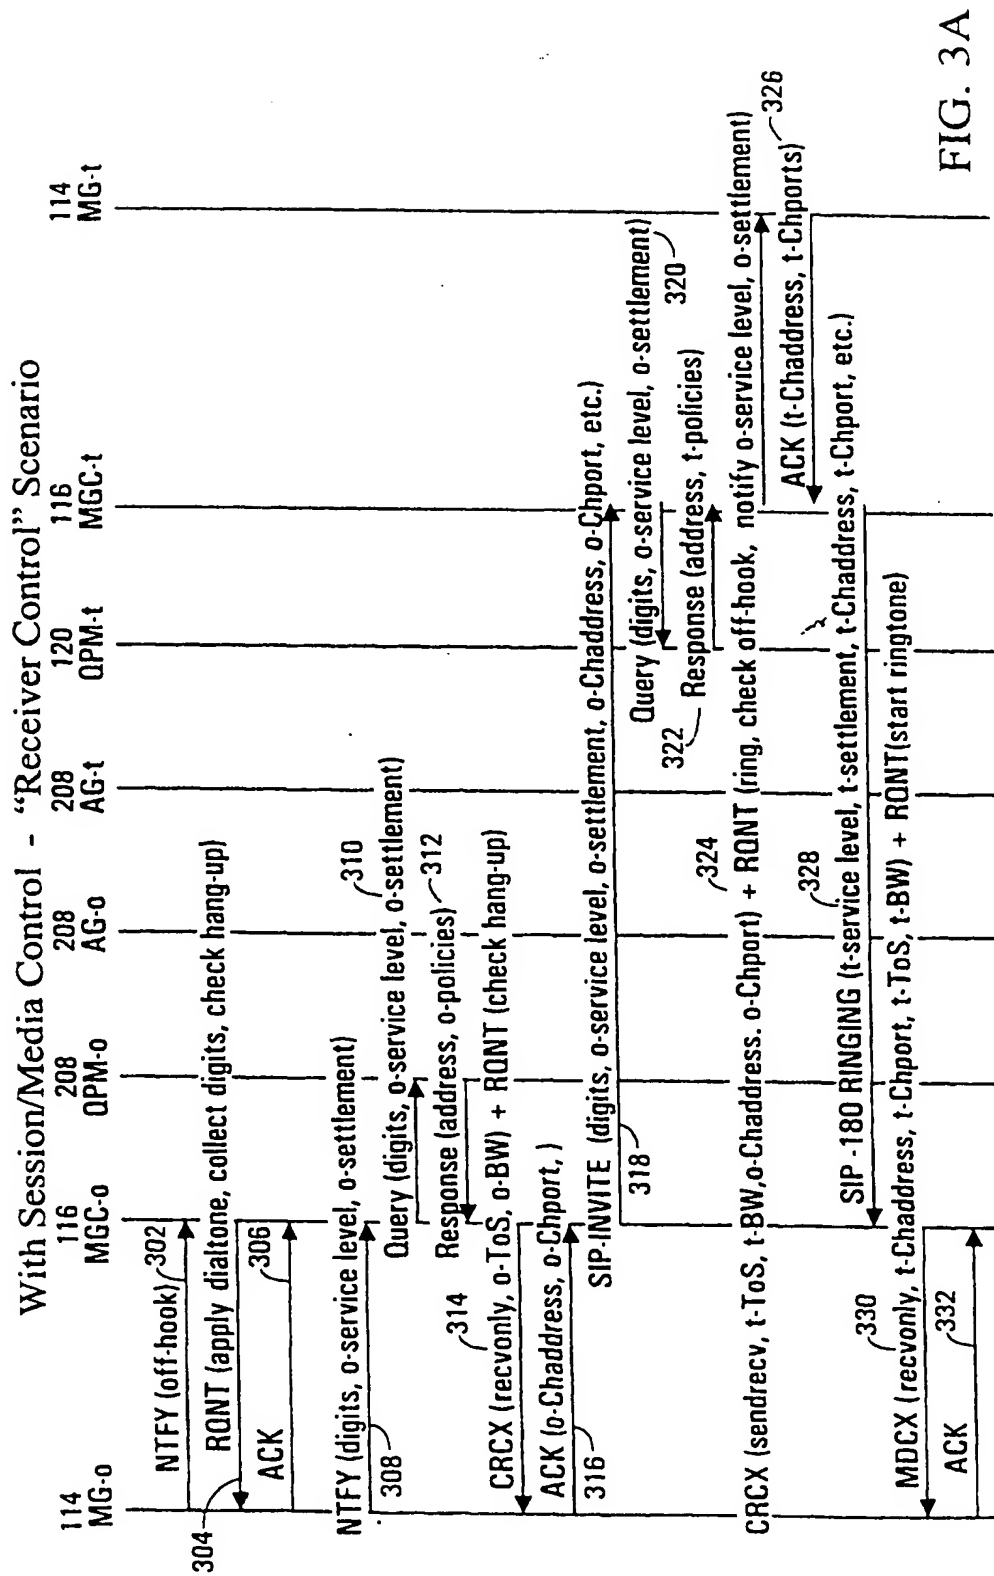 With Session/Media Control - "Receiver Control" Scenario
114
MG-o
116
MGC-o
208
QPM-o
208
AG-o
208
AG-t
120
QPM-t
116
MGC-t
114
MG-t
NTFY (off-hook) 302
304
RQNT (apply dialtone, collect digits, check hang-up)
ACK
306
NTFY (digits, o-service level, o-settlement)
308
310
Query (digits, o-service level, o-settlement)
Response (address, o-policies) 312
314
CRCX (recvonly, o-ToS, o-BW) + RQNT (check hang-up)
ACK (o-Chaddress, o-Chport, )
316
SIP-INVITE (digits, o-service level, o-settlement, o-Chaddress, o-Chport, etc.)
318
Query (digits, o-service level, o-settlement)
320
322
Response (address, t-policies)
324
CRCX (sendrecv, t-ToS, t-BW,o-Chaddress. o-Chport) + RQNT (ring, check off-hook, notify o-service level, o-settlement)
ACK (t-Chaddress, t-Chports) 326
328
SIP -180 RINGING (t-service level, t-settlement, t-Chaddress, t-Chport, etc.)
330
MDCX (recvonly, t-Chaddress, t-Chport, t-ToS, t-BW) + RQNT(start ringtone)
ACK
332
FIG. 3A